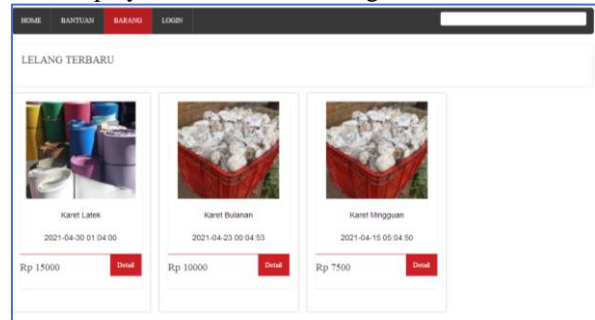 HOME BANTUAN BARANG LOGIN
LELANG TERBARU
Karet Latek
2021-04-30 01:04:00
Rp 15000 Detail
Karet Bulanan
2021-04-23 00:04:53
Rp 10000 Detail
Karet Mingguan
2021-04-15 05:04:50
Rp 7500 Detail